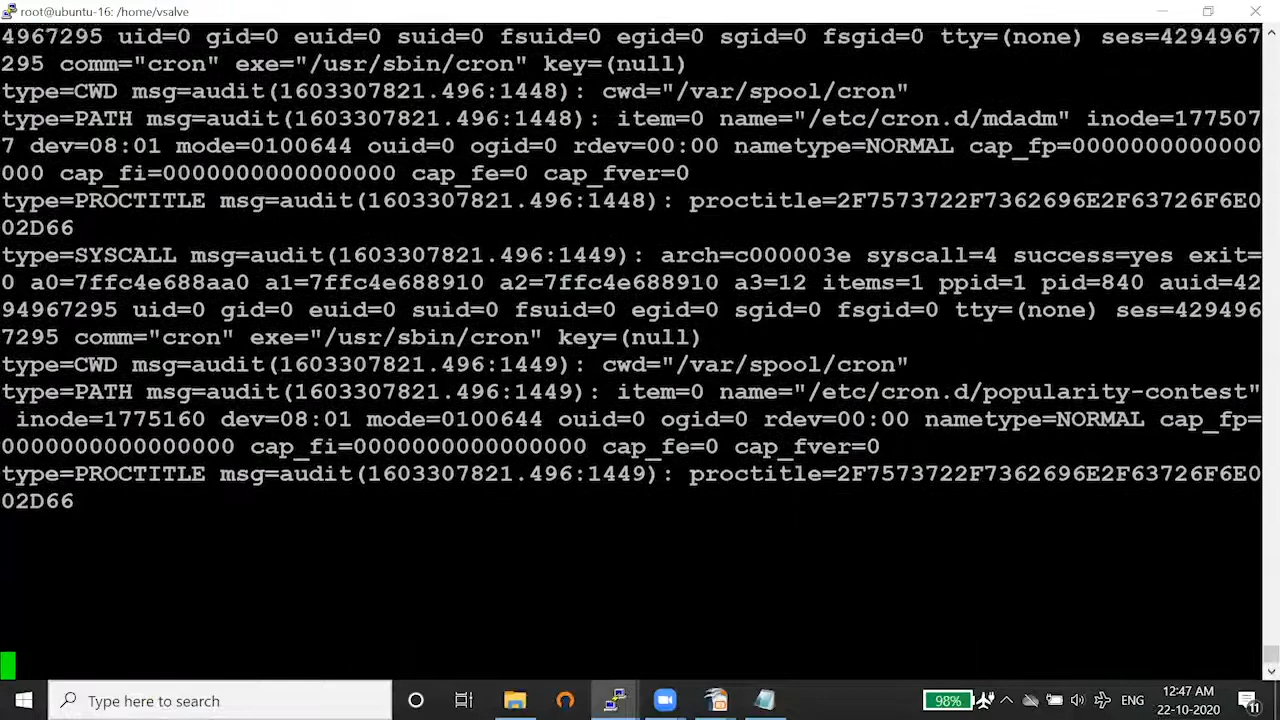 root@ubuntu-16: /home/vsalve
4967295 uid=0 gid=0 euid=0 suid=0 fsuid=0 egid=0 sgid=0 fsgid=0 tty=(none) ses=4294967
295 comm="cron" exe="/usr/sbin/cron" key=(null)
type=CWD msg=audit(1603307821.496:1448): cwd="/var/spool/cron"
type=PATH msg=audit(1603307821.496:1448): item=0 name="/etc/cron.d/mdadm" inode=177507
7 dev=08:01 mode=0100644 ouid=0 ogid=0 rdev=00:00 nametype=NORMAL cap_fp=0000000000000
000 cap_fi=0000000000000000 cap_fe=0 cap_fver=0
type=PROCTITLE msg=audit(1603307821.496:1448): proctitle=2F7573722F7362696E2F63726F6E0
02D66
type=SYSCALL msg=audit(1603307821.496:1449): arch=c000003e syscall=4 success=yes exit=
0 a0=7ffc4e688aa0 a1=7ffc4e688910 a2=7ffc4e688910 a3=12 items=1 ppid=1 pid=840 auid=42
94967295 uid=0 gid=0 euid=0 suid=0 fsuid=0 egid=0 sgid=0 fsgid=0 tty=(none) ses=429496
7295 comm="cron" exe="/usr/sbin/cron" key=(null)
type=CWD msg=audit(1603307821.496:1449): cwd="/var/spool/cron"
type=PATH msg=audit(1603307821.496:1449): item=0 name="/etc/cron.d/popularity-contest"
 inode=1775160 dev=08:01 mode=0100644 ouid=0 ogid=0 rdev=00:00 nametype=NORMAL cap_fp=
0000000000000000 cap_fi=0000000000000000 cap_fe=0 cap_fver=0
type=PROCTITLE msg=audit(1603307821.496:1449): proctitle=2F7573722F7362696E2F63726F6E0
02D66
Type here to search
98%
ENG
12:47 AM
22-10-2020
11